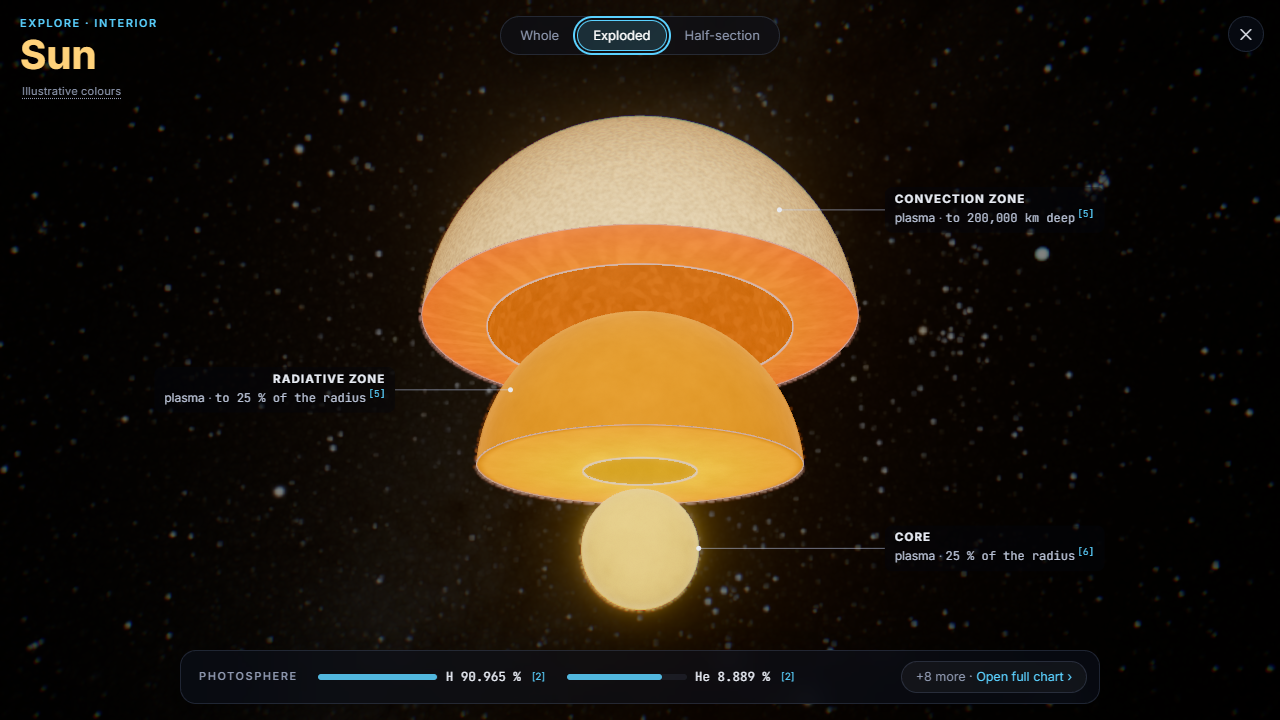 EXPLORE · INTERIOR
Sun
Illustrative colours
Whole
Exploded
Half-section
CONVECTION ZONE
plasma · to 200,000 km deep [5]
RADIATIVE ZONE
plasma · to 25 % of the radius [5]
CORE
plasma · 25 % of the radius [6]
PHOTOSPHERE
H 90.965 % [2]
He 8.889 % [2]
+8 more · Open full chart ›